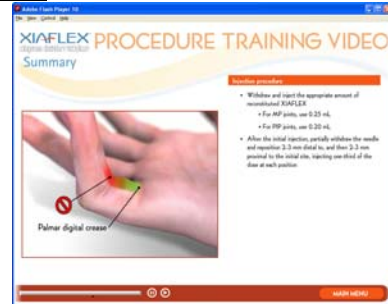 Adobe Flash Player 10
File View Control Help
XIAFLEX PROCEDURE TRAINING VIDEO
Summary
Injection procedure
• Withdraw and inject the appropriate amount of
reconstituted XIAFLEX
• For MP joints, use 0.25 mL
• For PIP joints, use 0.20 mL
• After the initial injection, partially withdraw the needle
and reposition 2-3 mm distal to, and then 2-3 mm
proximal to the initial site, injecting one-third of the
dose at each position
Palmar digital crease
MAIN MENU